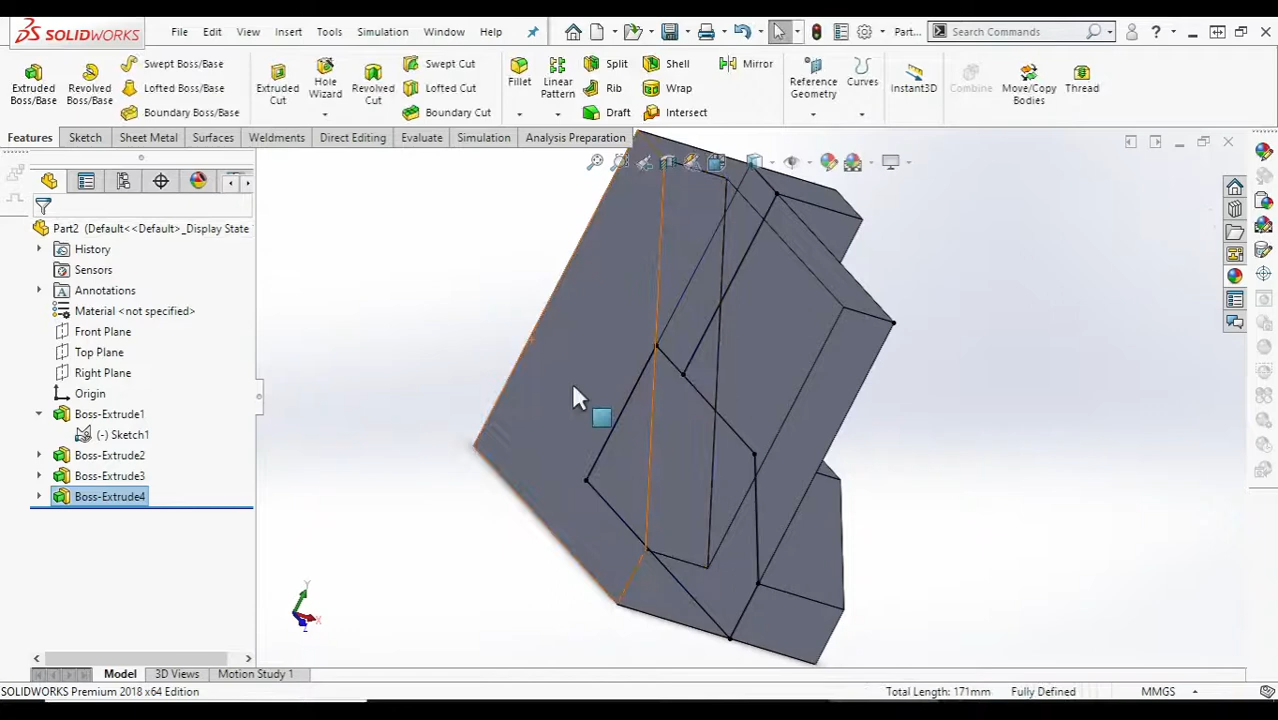 SOLIDWORKS File Edit View Insert Tools Simulation Window Help Part... Search Commands ?
Extruded Boss/Base
Revolved Boss/Base
Swept Boss/Base
Lofted Boss/Base
Boundary Boss/Base
Extruded Cut
Hole Wizard
Revolved Cut
Swept Cut
Lofted Cut
Boundary Cut
Fillet
Linear Pattern
Split
Rib
Draft
Shell
Wrap
Intersect
Mirror
Reference Geometry
Curves
Instant3D
Combine
Move/Copy Bodies
Thread
Features Sketch Sheet Metal Surfaces Weldments Direct Editing Evaluate Simulation Analysis Preparation
Part2 (Default<<Default>_Display State
History
Sensors
Annotations
Material <not specified>
Front Plane
Top Plane
Right Plane
Origin
Boss-Extrude1
(-) Sketch1
Boss-Extrude2
Boss-Extrude3
Boss-Extrude4
Y
X
Z
Model 3D Views Motion Study 1
SOLIDWORKS Premium 2018 x64 Edition Total Length: 171mm Fully Defined MMGS